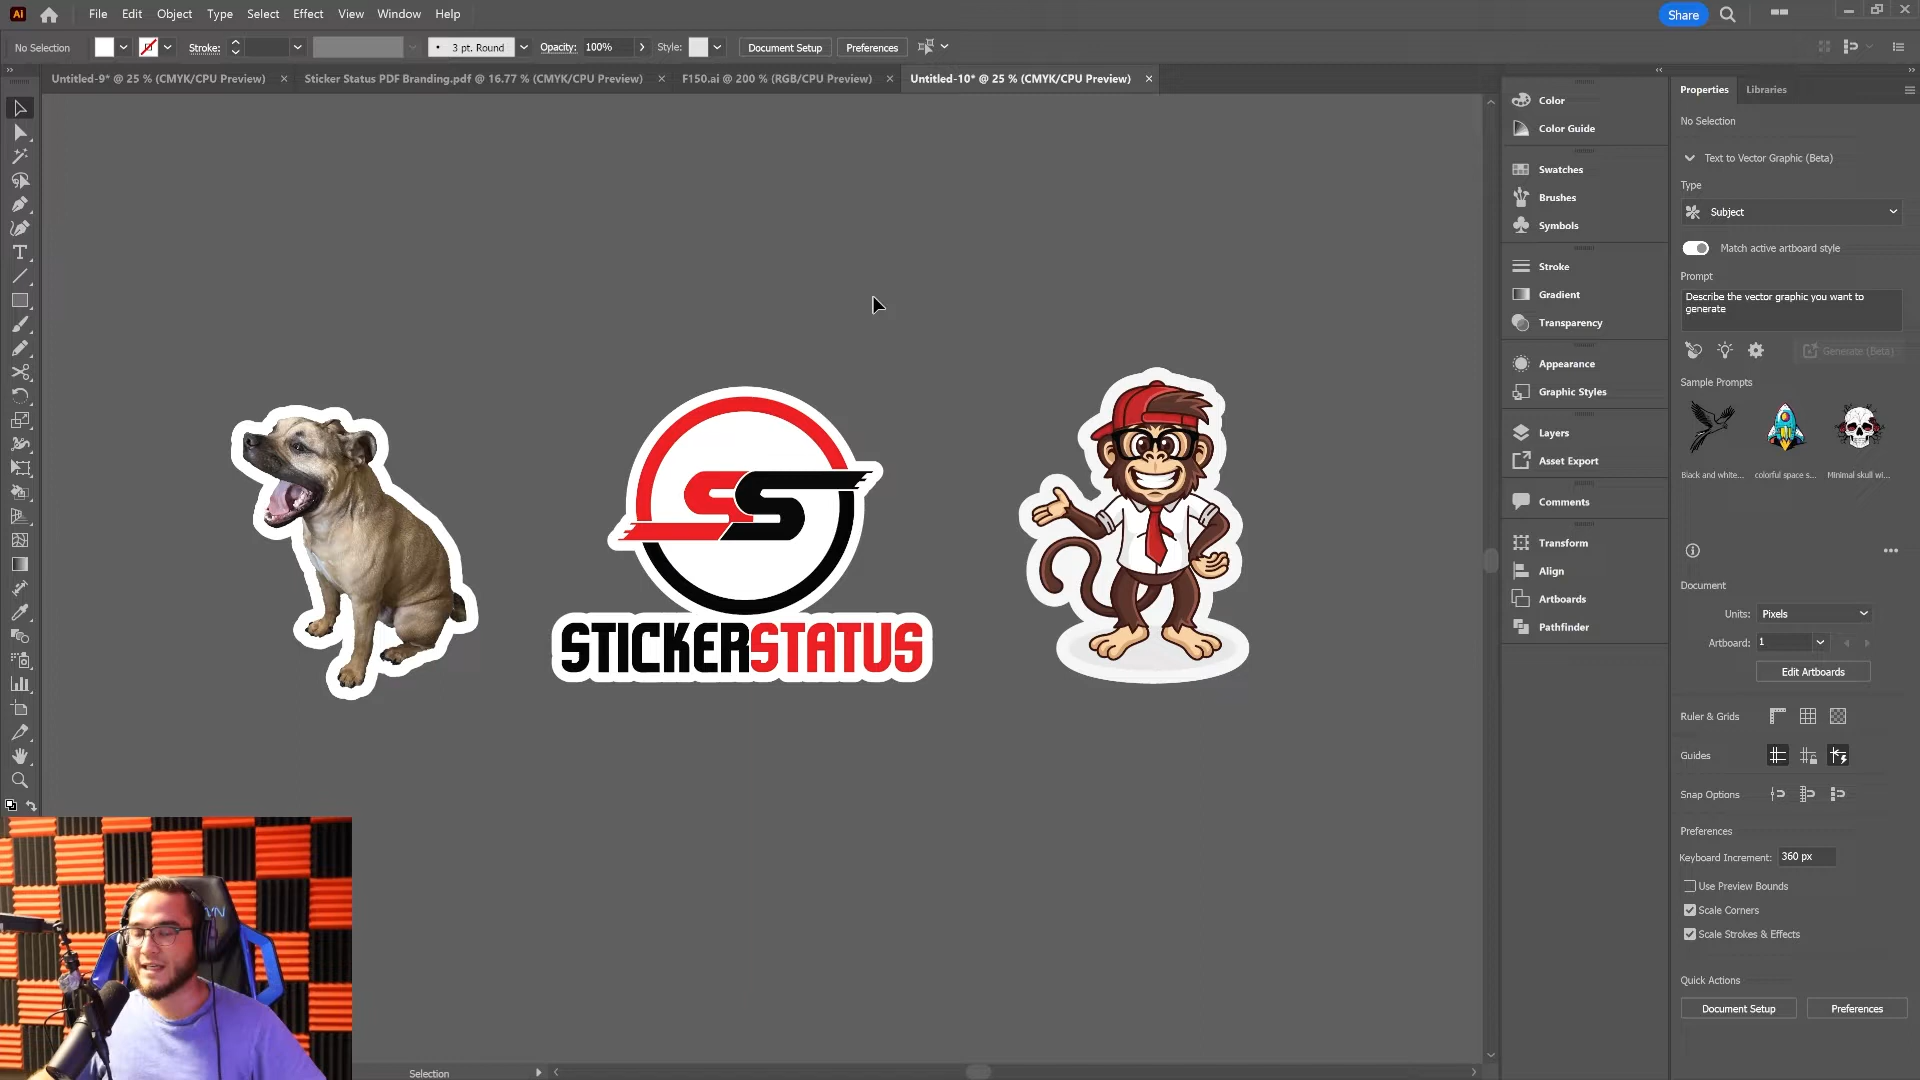 Ai File Edit Object Type Select Effect View Window Help Share
No Selection Stroke: 3 pt. Round Opacity: 100% Style: Document Setup Preferences
Untitled-9* @ 25 % (CMYK/CPU Preview) × Sticker Status PDF Branding.pdf @ 16.77 % (CMYK/CPU Preview) × F150.ai @ 200 % (RGB/CPU Preview) × Untitled-10* @ 25 % (CMYK/CPU Preview) ×
SS
STICKERSTATUS
Selection
Color
Color Guide
Swatches
Brushes
Symbols
Stroke
Gradient
Transparency
Appearance
Graphic Styles
Layers
Asset Export
Comments
Transform
Align
Artboards
Pathfinder
Properties Libraries
No Selection
Text to Vector Graphic (Beta)
Type
Subject
Match active artboard style
Prompt
Describe the vector graphic you want to
generate
Generate (Beta)
Sample Prompts
Black and white... colorful space s... Minimal skull wi...
Document
Units: Pixels
Artboard: 1
Edit Artboards
Ruler & Grids
Guides
Snap Options
Preferences
Keyboard Increment: 360 px
Use Preview Bounds
Scale Corners
Scale Strokes & Effects
Quick Actions
Document Setup Preferences